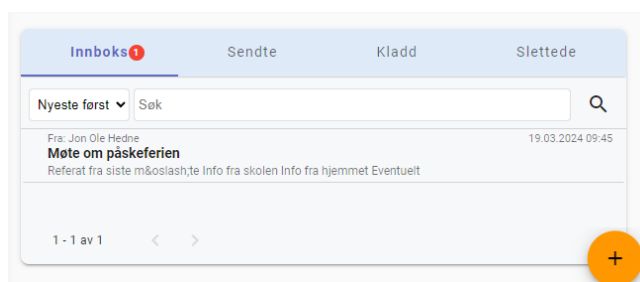 Innboks 1 Sendte Kladd Slettede
Nyeste først Søk
Fra: Jon Ole Hedne 19.03.2024 09:45
Møte om påskeferien
Referat fra siste m&oslash;te Info fra skolen Info fra hjemmet Eventuelt
1 - 1 av 1
+